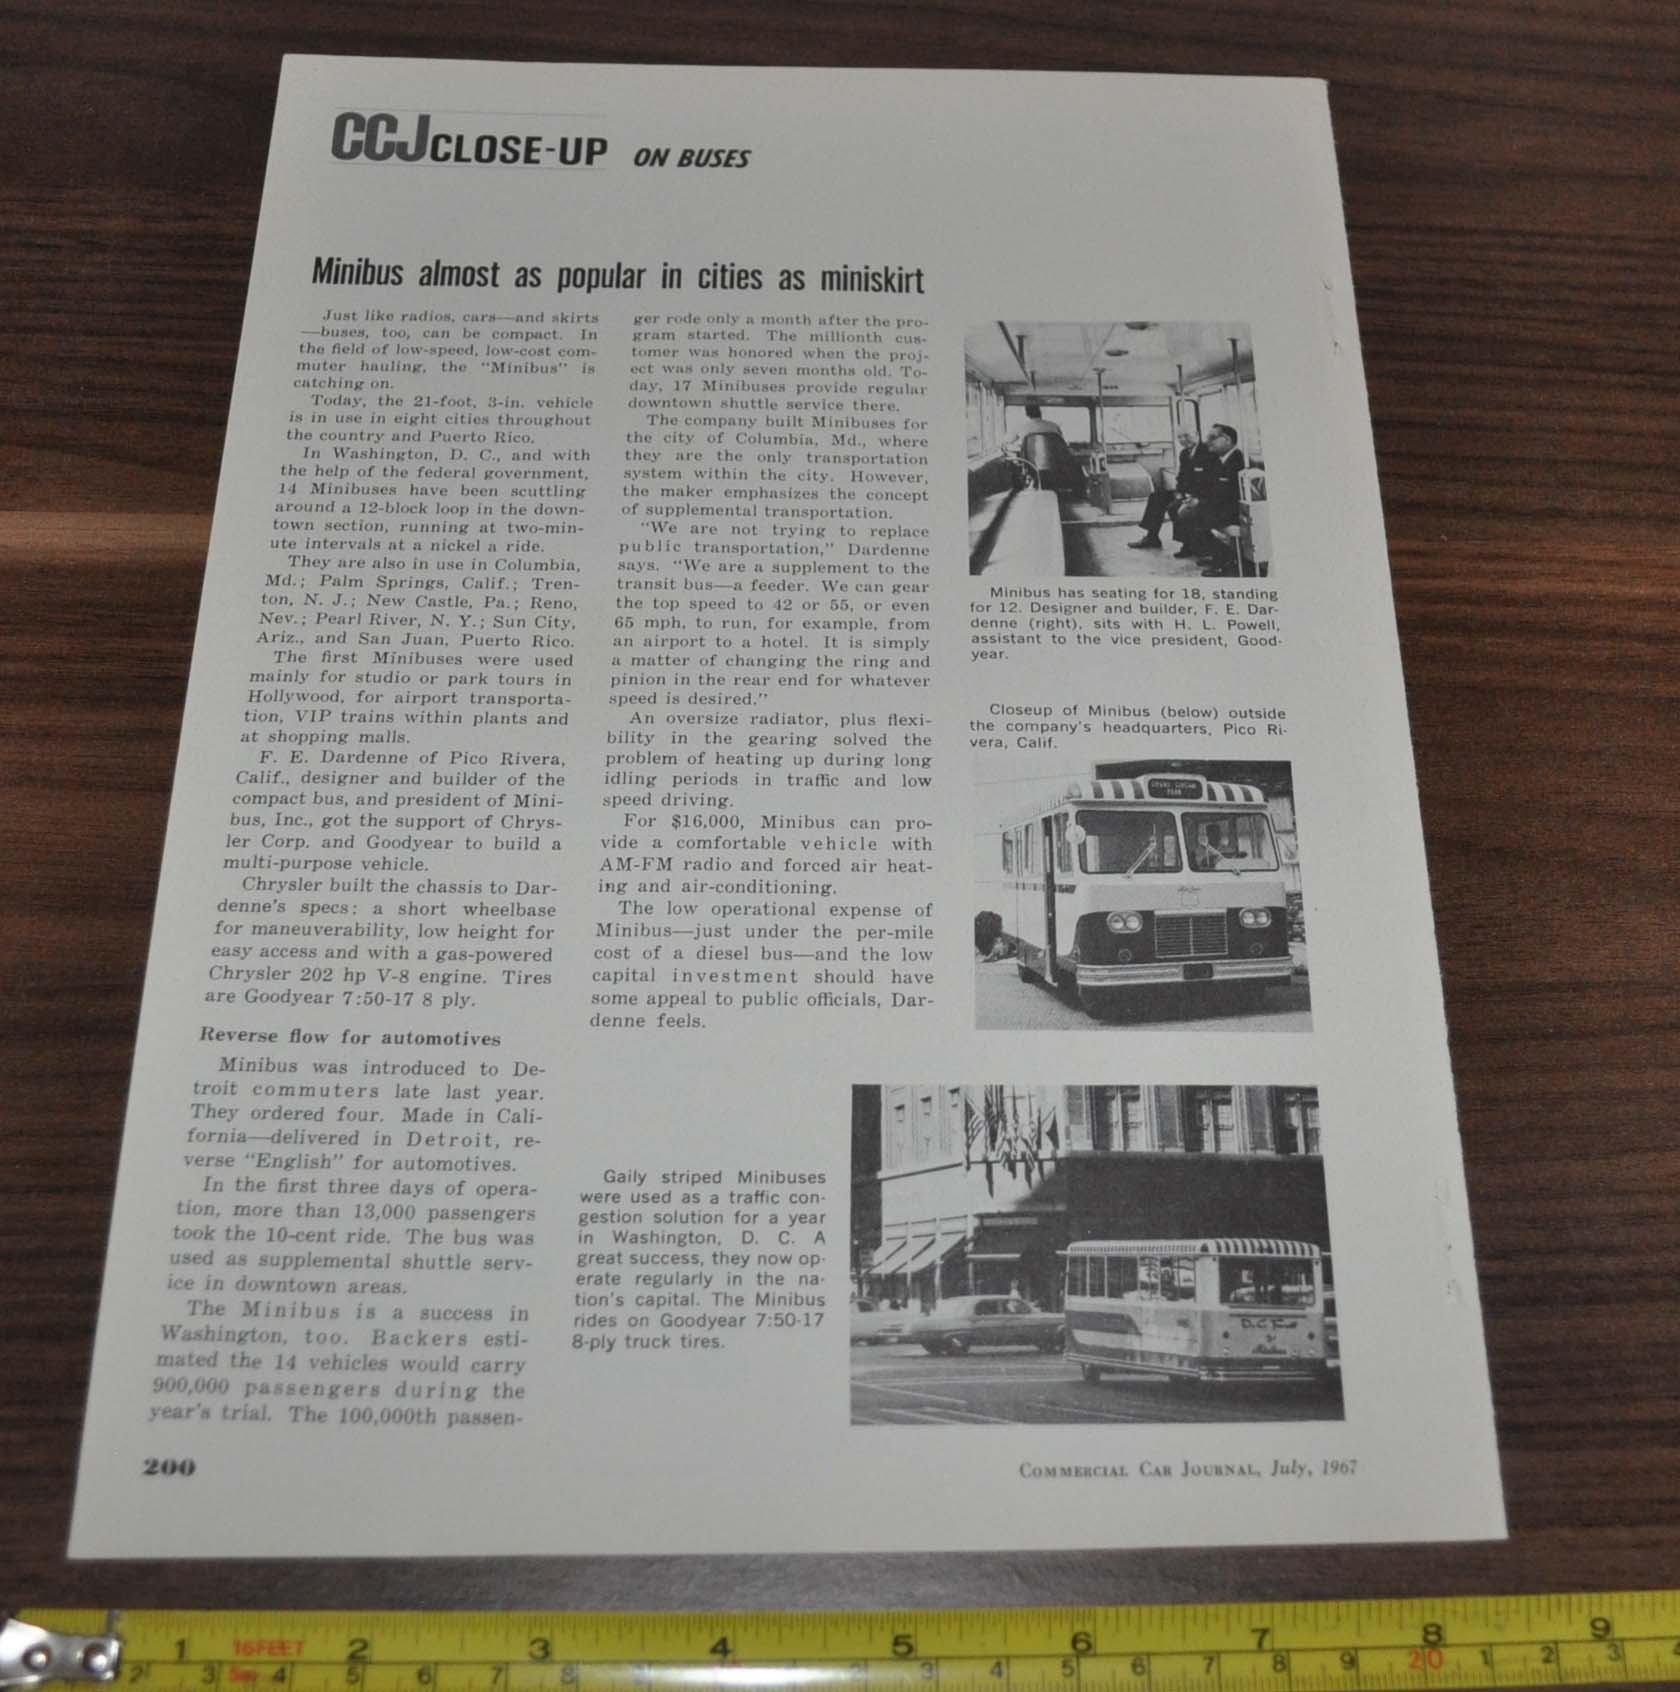 CCJ CLOSE-UP ON BUSES
Minibus almost as popular in cities as miniskirt
Just like radios, cars—and skirts
—buses, too, can be compact. In
the field of low-speed, low-cost com-
muter hauling, the "Minibus" is
catching on.
Today, the 21-foot, 3-in. vehicle
is in use in eight cities throughout
the country and Puerto Rico.
In Washington, D. C., and with
the help of the federal government,
14 Minibuses have been scuttling
around a 12-block loop in the down-
town section, running at two-min-
ute intervals at a nickel a ride.
They are also in use in Columbia,
Md.; Palm Springs, Calif.; Tren-
ton, N. J.; New Castle, Pa.; Reno,
Nev.; Pearl River, N. Y.; Sun City,
Ariz., and San Juan, Puerto Rico.
The first Minibuses were used
mainly for studio or park tours in
Hollywood, for airport transporta-
tion, VIP trains within plants and
at shopping malls.
F. E. Dardenne of Pico Rivera,
Calif., designer and builder of the
compact bus, and president of Mini-
bus, Inc., got the support of Chrys-
ler Corp. and Goodyear to build a
multi-purpose vehicle.
Chrysler built the chassis to Dar-
denne's specs: a short wheelbase
for maneuverability, low height for
easy access and with a gas-powered
Chrysler 202 hp V-8 engine. Tires
are Goodyear 7:50-17 8 ply.
Reverse flow for automotives
Minibus was introduced to De-
troit commuters late last year.
They ordered four. Made in Cali-
fornia—delivered in Detroit, re-
verse "English" for automotives.
In the first three days of opera-
tion, more than 13,000 passengers
took the 10-cent ride. The bus was
used as supplemental shuttle serv-
ice in downtown areas.
The Minibus is a success in
Washington, too. Backers esti-
mated the 14 vehicles would carry
900,000 passengers during the
year's trial. The 100,000th passen-
ger rode only a month after the pro-
gram started. The millionth cus-
tomer was honored when the proj-
ect was only seven months old. To-
day, 17 Minibuses provide regular
downtown shuttle service there.
The company built Minibuses for
the city of Columbia, Md., where
they are the only transportation
system within the city. However,
the maker emphasizes the concept
of supplemental transportation.
"We are not trying to replace
public transportation," Dardenne
says. "We are a supplement to the
transit bus—a feeder. We can gear
the top speed to 42 or 55, or even
65 mph, to run, for example, from
an airport to a hotel. It is simply
a matter of changing the ring and
pinion in the rear end for whatever
speed is desired."
An oversize radiator, plus flexi-
bility in the gearing solved the
problem of heating up during long
idling periods in traffic and low
speed driving.
For $16,000, Minibus can pro-
vide a comfortable vehicle with
AM-FM radio and forced air heat-
ing and air-conditioning.
The low operational expense of
Minibus—just under the per-mile
cost of a diesel bus—and the low
capital investment should have
some appeal to public officials, Dar-
denne feels.
Minibus has seating for 18, standing
for 12. Designer and builder, F. E. Dar-
denne (right), sits with H. L. Powell,
assistant to the vice president, Good-
year.
Closeup of Minibus (below) outside
the company's headquarters, Pico Ri-
vera, Calif.
Gaily striped Minibuses
were used as a traffic con-
gestion solution for a year
in Washington, D. C. A
great success, they now op-
erate regularly in the na-
tion's capital. The Minibus
rides on Goodyear 7:50-17
8-ply truck tires.
200
COMMERCIAL CAR JOURNAL, July, 1967
1 16FEET 2 3 4 5 6 7 8 9
2 3 5m 4 5 6 7 8 3 4 5 6 7 8 9 20 1 2 3